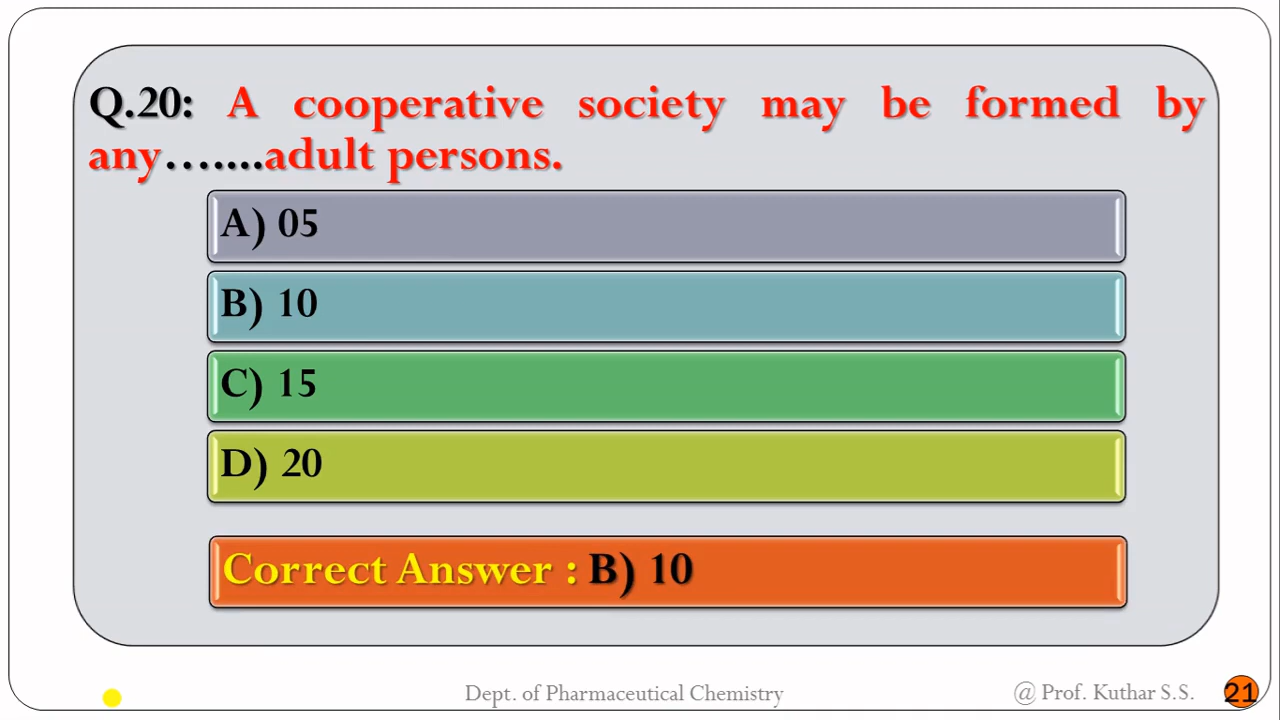 Q.20: A cooperative society may be formed by
any…....adult persons.
A) 05
B) 10
C) 15
D) 20
Correct Answer : B) 10
Dept. of Pharmaceutical Chemistry
@ Prof. Kuthar S.S.
21